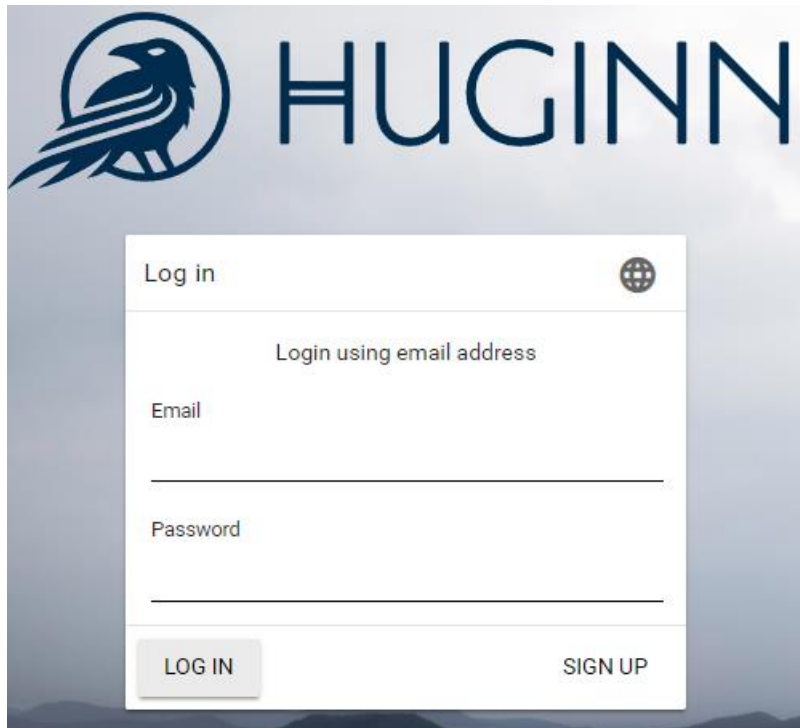 HUGINN
Log in
Login using email address
Email
Password
LOG IN SIGN UP